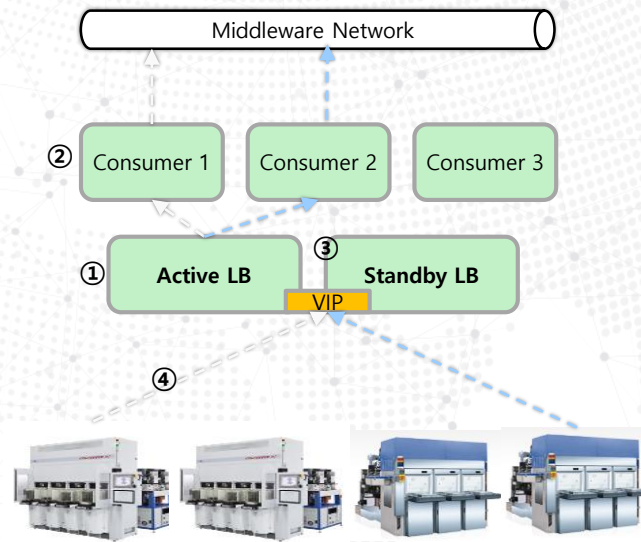 Middleware Network
② Consumer 1 Consumer 2 Consumer 3
③
① Active LB Standby LB
VIP
④